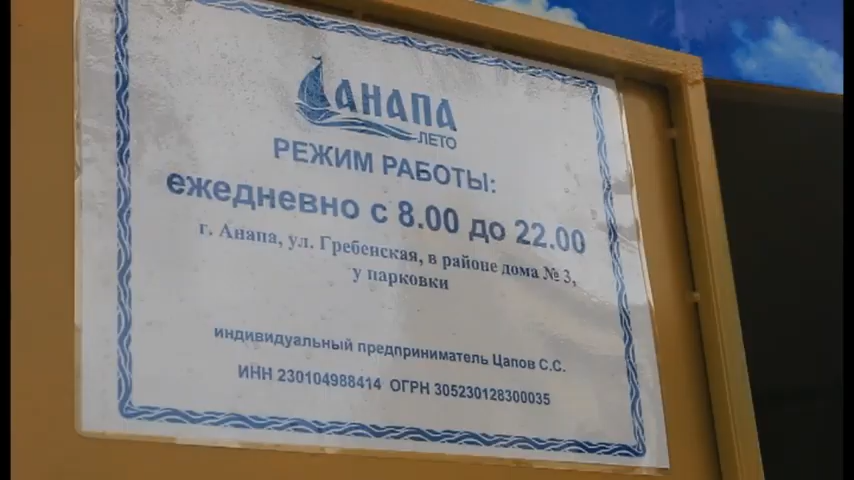 АНАПА
ЛЕТО
РЕЖИМ РАБОТЫ:
ежедневно с 8.00 до 22.00
г. Анапа, ул. Гребенская, в районе дома № 3,
у парковки
индивидуальный предприниматель Цапов С.С.
ИНН 230104988414 ОГРН 305230128300035